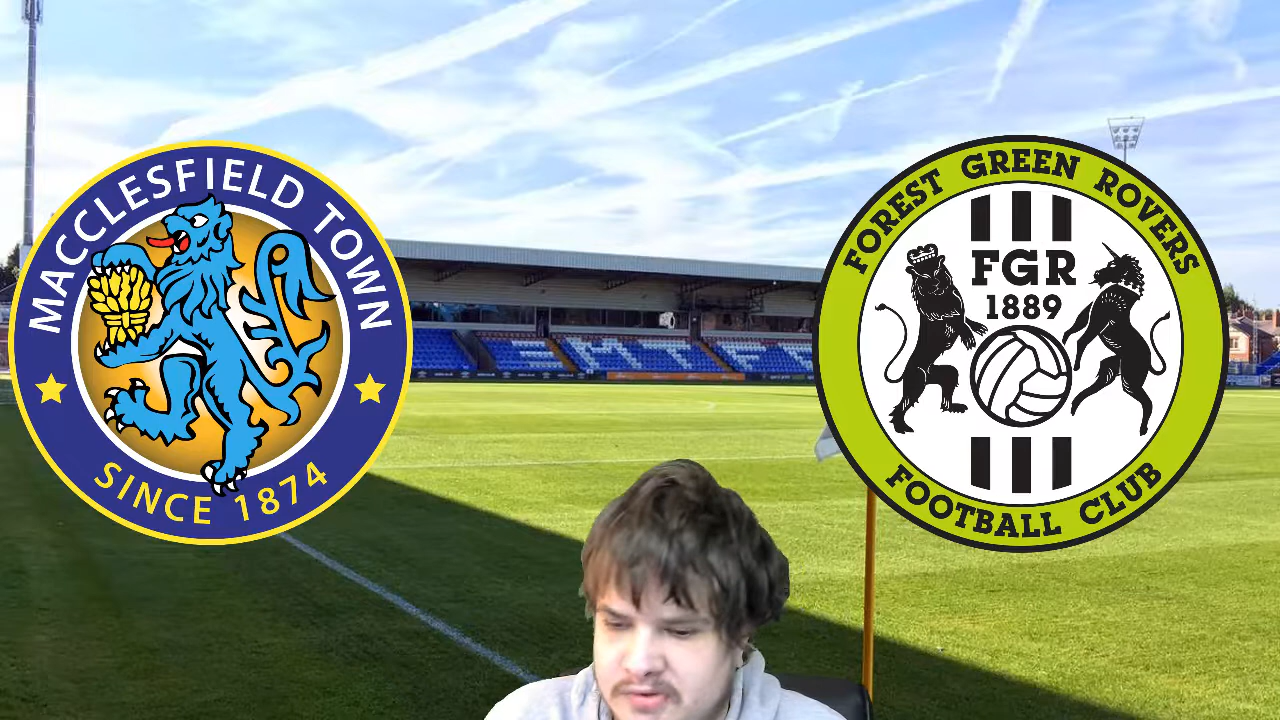 MACCLESFIELD TOWN
SINCE 1874
FOREST GREEN ROVERS
FGR
1889
FOOTBALL CLUB